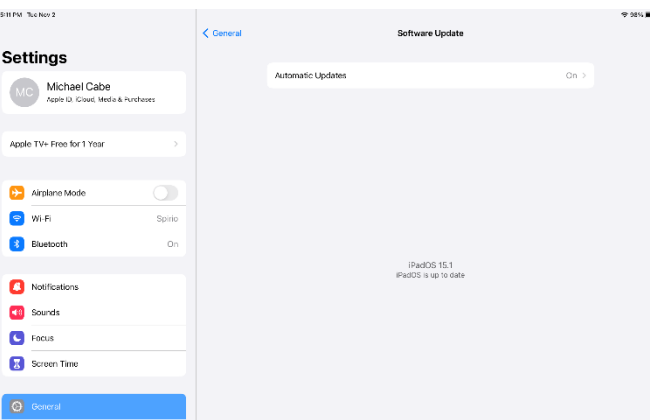 5:11 PM Tue Nov 2
98%
General
Software Update
Settings
Automatic Updates
On
MC
Michael Cabe
Apple ID, iCloud, Media & Purchases
Apple TV+ Free for 1 Year
Airplane Mode
Wi-Fi
Spirio
Bluetooth
On
iPadOS 15.1
iPadOS is up to date
Notifications
Sounds
Focus
Screen Time
General